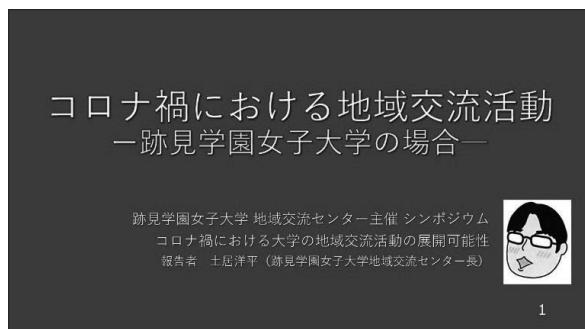 コロナ禍における地域交流活動
ー跡見学園女子大学の場合―
跡見学園女子大学 地域交流センター主催 シンポジウム
コロナ禍における大学の地域交流活動の展開可能性
報告者　土居洋平（跡見学園女子大学地域交流センター長）
1